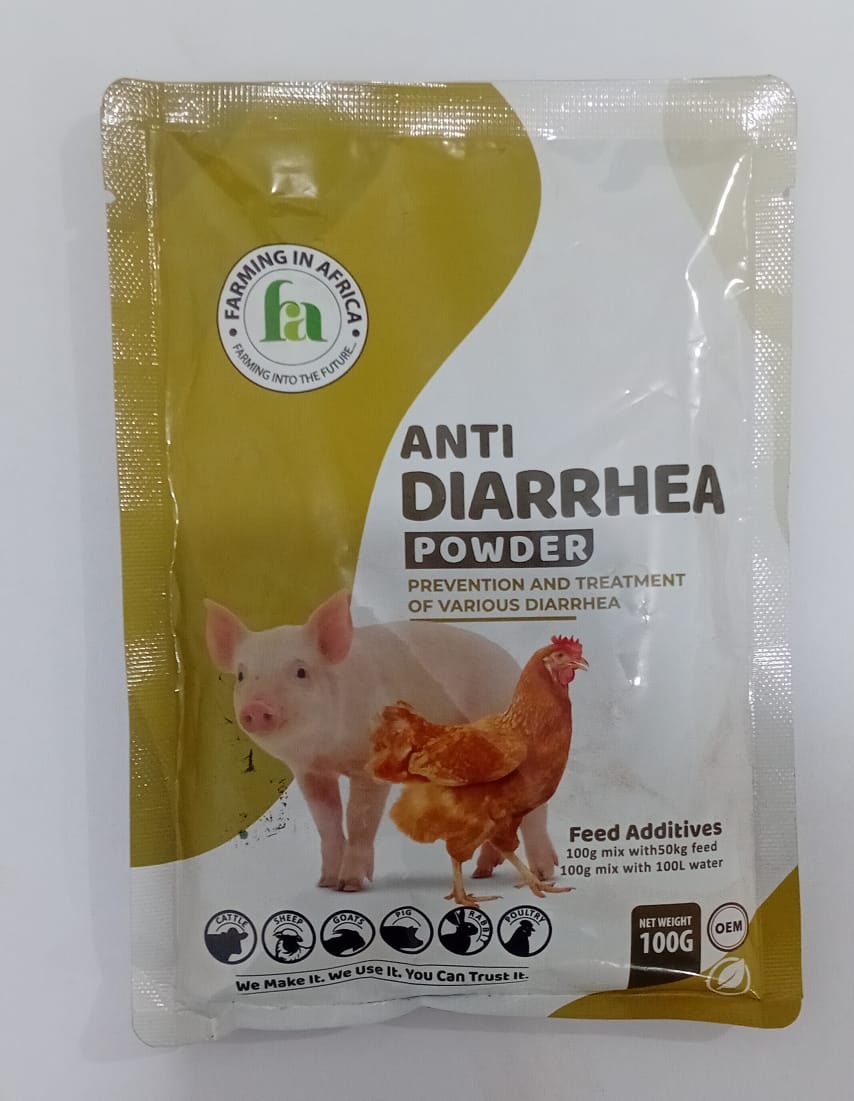 FARMING IN AFRICA
fa
FARMING INTO THE FUTURE...
ANTI
DIARRHEA
POWDER
PREVENTION AND TREATMENT
OF VARIOUS DIARRHEA
Feed Additives
100g mix with50kg feed
100g mix with 100L water
CATTLE SHEEP GOATS PIG RABBIT POULTRY
NET WEIGHT
100G
OEM
We Make It. We Use It. You Can Trust It.